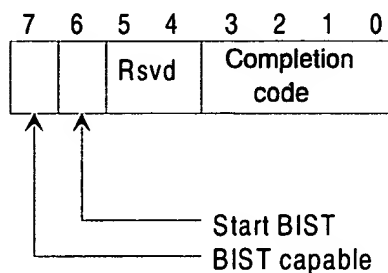 7 6 5 4 3 2 1 0
Rsvd Completion
code
Start BIST
BIST capable